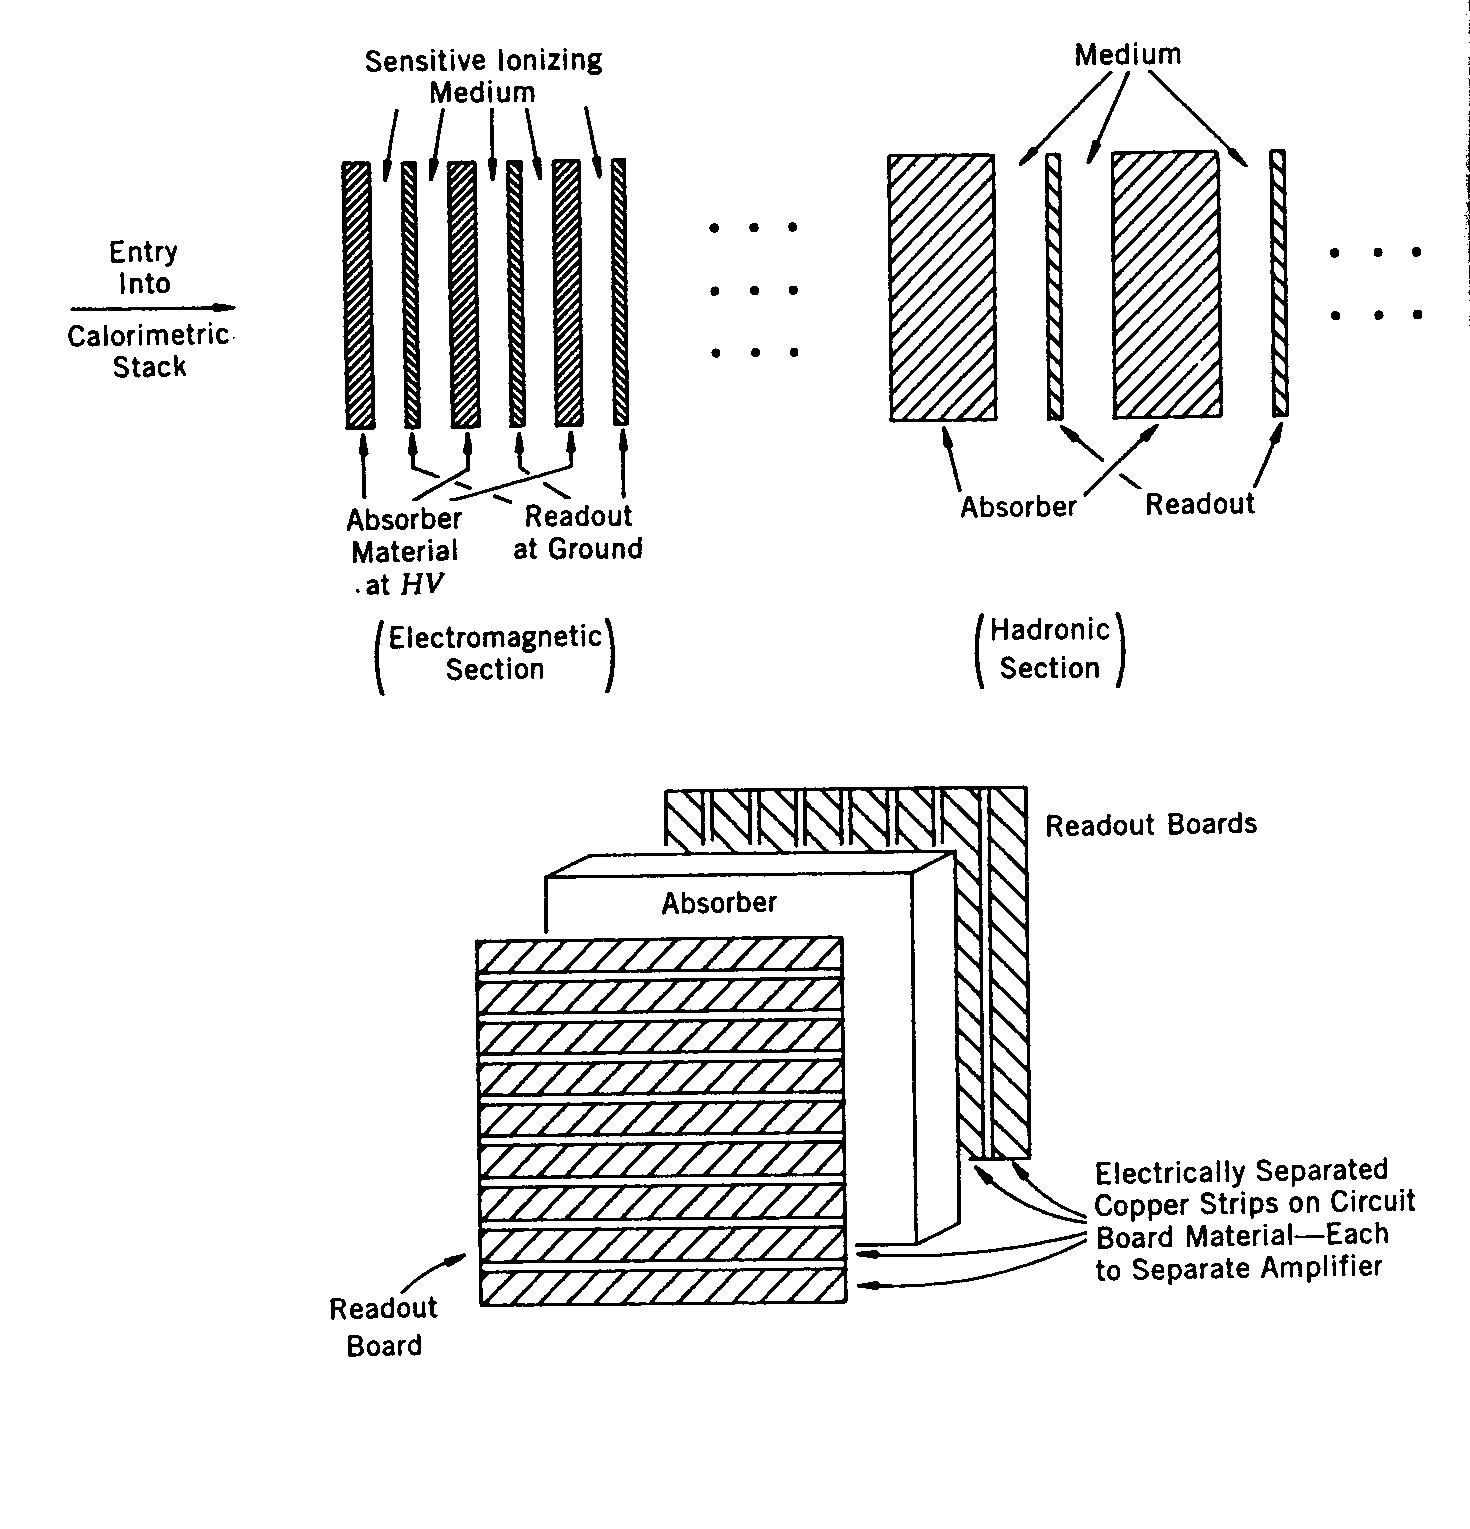 Sensitive Ionizing
Medium
Medium
Entry
Into
Calorimetric
Stack
Absorber
Material
at HV
Readout
at Ground
Absorber
Readout
(Electromagnetic
Section)
(Hadronic
Section)
Readout Boards
Absorber
Electrically Separated
Copper Strips on Circuit
Board Material—Each
to Separate Amplifier
Readout
Board